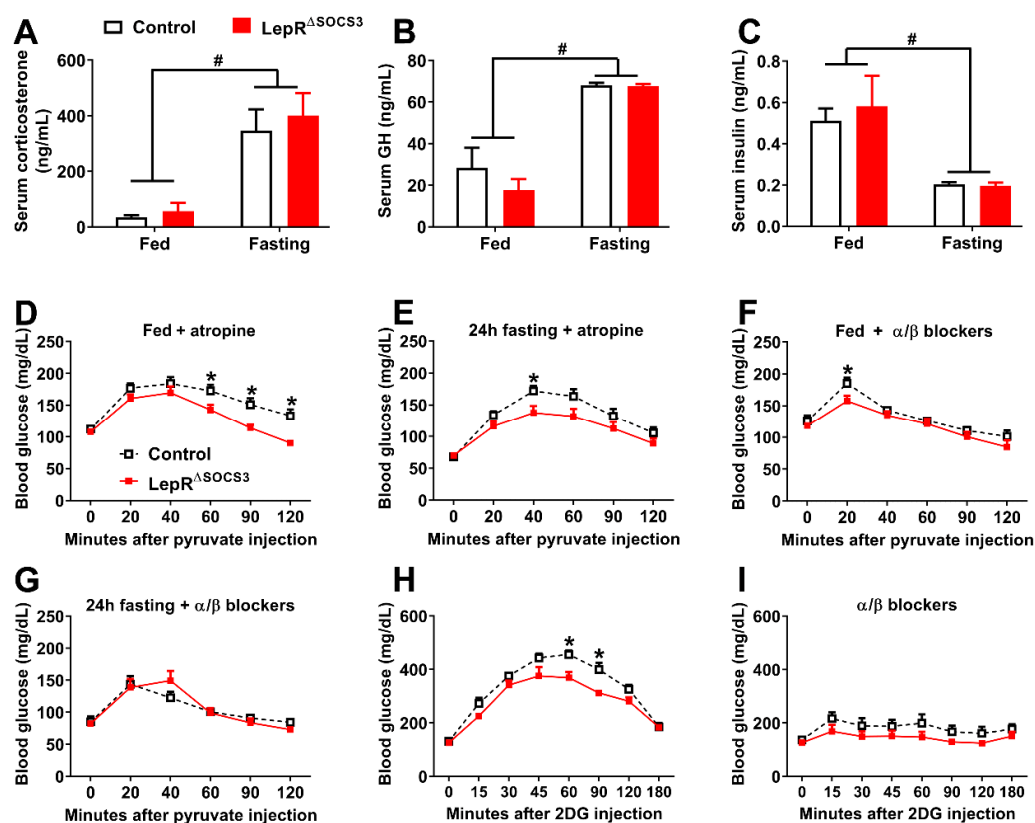 A
Control
LepR^ΔSOCS3
Serum corticosterone
(ng/mL)
600
400
200
0
#
Fed
Fasting
B
Serum GH (ng/mL)
80
60
40
20
0
#
Fed
Fasting
C
Serum insulin (ng/mL)
0.8
0.6
0.4
0.2
0.0
#
Fed
Fasting
D
Fed + atropine
Blood glucose (mg/dL)
250
200
150
100
50
0
* * *
Control
LepR^ΔSOCS3
0 20 40 60 90 120
Minutes after pyruvate injection
E
24h fasting + atropine
Blood glucose (mg/dL)
250
200
150
100
50
0
*
0 20 40 60 90 120
Minutes after pyruvate injection
F
Fed + α/β blockers
Blood glucose (mg/dL)
250
200
150
100
50
0
*
0 20 40 60 90 120
Minutes after pyruvate injection
G
24h fasting + α/β blockers
Blood glucose (mg/dL)
250
200
150
100
50
0
0 20 40 60 90 120
Minutes after pyruvate injection
H
Blood glucose (mg/dL)
600
400
200
0
* *
0 15 30 45 60 90 120 180
Minutes after 2DG injection
I
α/β blockers
Blood glucose (mg/dL)
600
400
200
0
0 15 30 45 60 90 120 180
Minutes after 2DG injection